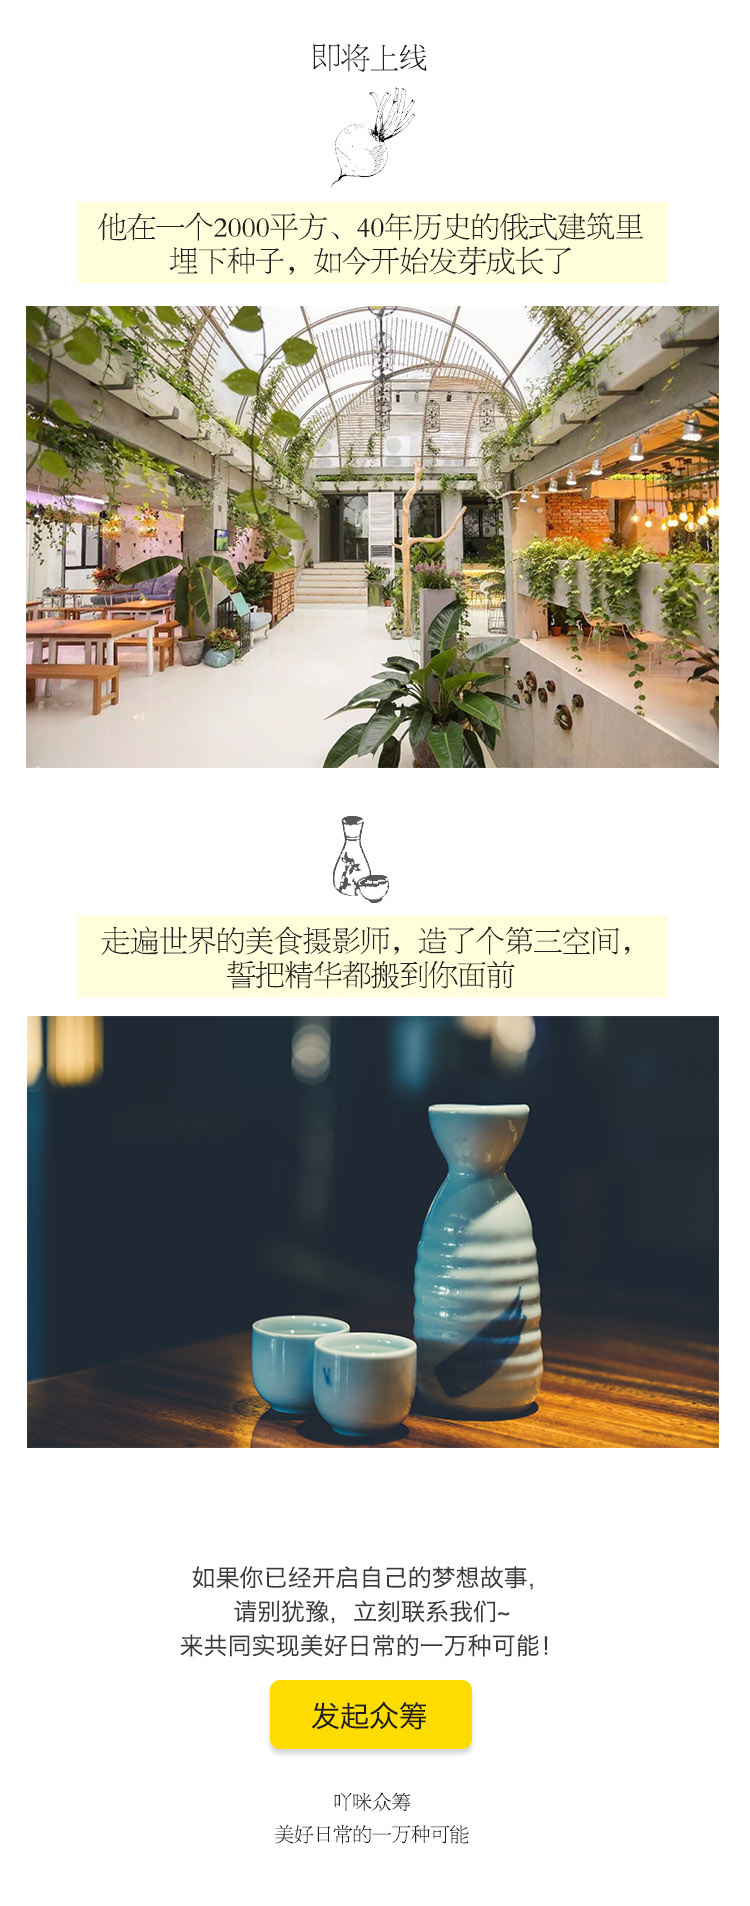 即将上线
他在一个2000平方、40年历史的俄式建筑里
埋下种子，如今开始发芽成长了
走遍世界的美食摄影师，造了个第三空间，
誓把精华都搬到你面前
如果你已经开启自己的梦想故事，
请别犹豫，立刻联系我们~
来共同实现美好日常的一万种可能！
发起众筹
吖咪众筹
美好日常的一万种可能